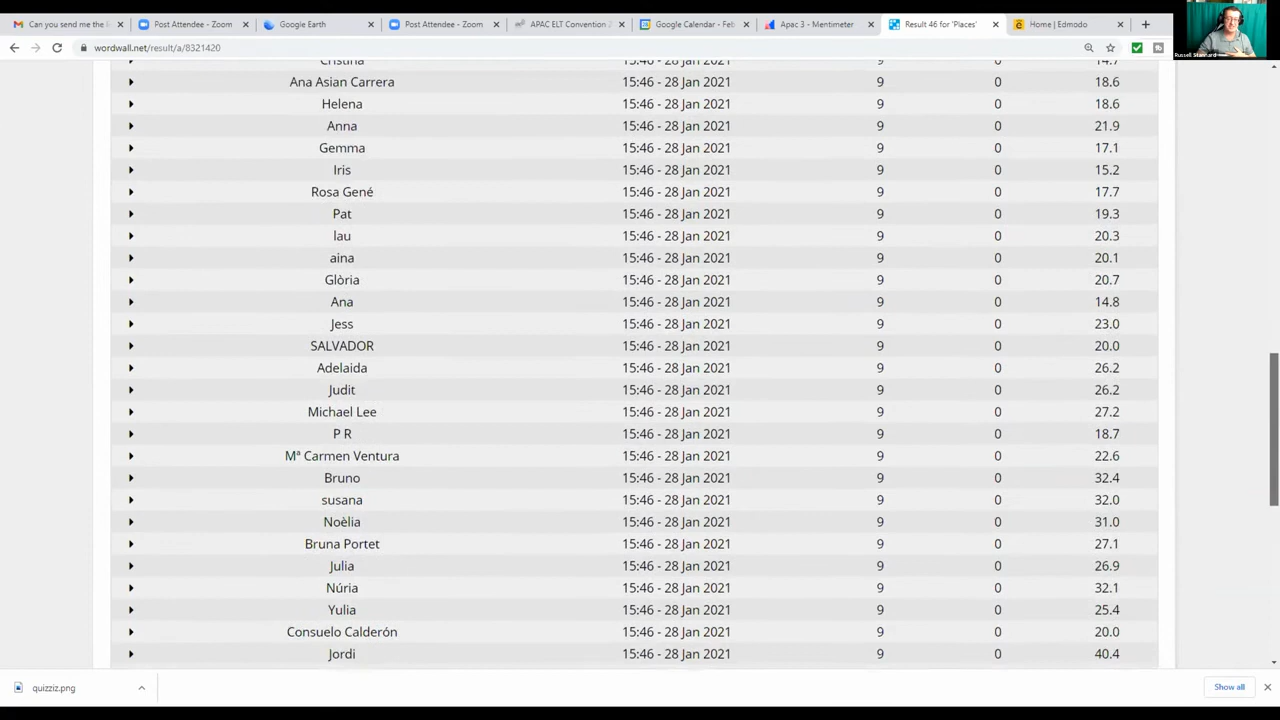 Can you send me the
Post Attendee - Zoom
Google Earth
Post Attendee - Zoom
APAC ELT Convention 2
Google Calendar - Feb
Apac 3 - Mentimeter
Result 46 for 'Places'
Home | Edmodo
wordwall.net/result/a/8321420
Russell Stannard
Cristina 15:46 - 28 Jan 2021 9 0 14.7
Ana Asian Carrera 15:46 - 28 Jan 2021 9 0 18.6
Helena 15:46 - 28 Jan 2021 9 0 18.6
Anna 15:46 - 28 Jan 2021 9 0 21.9
Gemma 15:46 - 28 Jan 2021 9 0 17.1
Iris 15:46 - 28 Jan 2021 9 0 15.2
Rosa Gené 15:46 - 28 Jan 2021 9 0 17.7
Pat 15:46 - 28 Jan 2021 9 0 19.3
lau 15:46 - 28 Jan 2021 9 0 20.3
aina 15:46 - 28 Jan 2021 9 0 20.1
Glòria 15:46 - 28 Jan 2021 9 0 20.7
Ana 15:46 - 28 Jan 2021 9 0 14.8
Jess 15:46 - 28 Jan 2021 9 0 23.0
SALVADOR 15:46 - 28 Jan 2021 9 0 20.0
Adelaida 15:46 - 28 Jan 2021 9 0 26.2
Judit 15:46 - 28 Jan 2021 9 0 26.2
Michael Lee 15:46 - 28 Jan 2021 9 0 27.2
P R 15:46 - 28 Jan 2021 9 0 18.7
Mª Carmen Ventura 15:46 - 28 Jan 2021 9 0 22.6
Bruno 15:46 - 28 Jan 2021 9 0 32.4
susana 15:46 - 28 Jan 2021 9 0 32.0
Noèlia 15:46 - 28 Jan 2021 9 0 31.0
Bruna Portet 15:46 - 28 Jan 2021 9 0 27.1
Julia 15:46 - 28 Jan 2021 9 0 26.9
Núria 15:46 - 28 Jan 2021 9 0 32.1
Yulia 15:46 - 28 Jan 2021 9 0 25.4
Consuelo Calderón 15:46 - 28 Jan 2021 9 0 20.0
Jordi 15:46 - 28 Jan 2021 9 0 40.4
quizziz.png
Show all